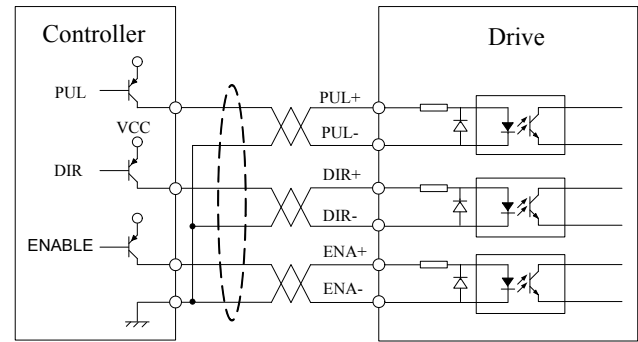 Controller
Drive
PUL
PUL+
VCC
PUL-
DIR
DIR+
DIR-
ENABLE
ENA+
ENA-